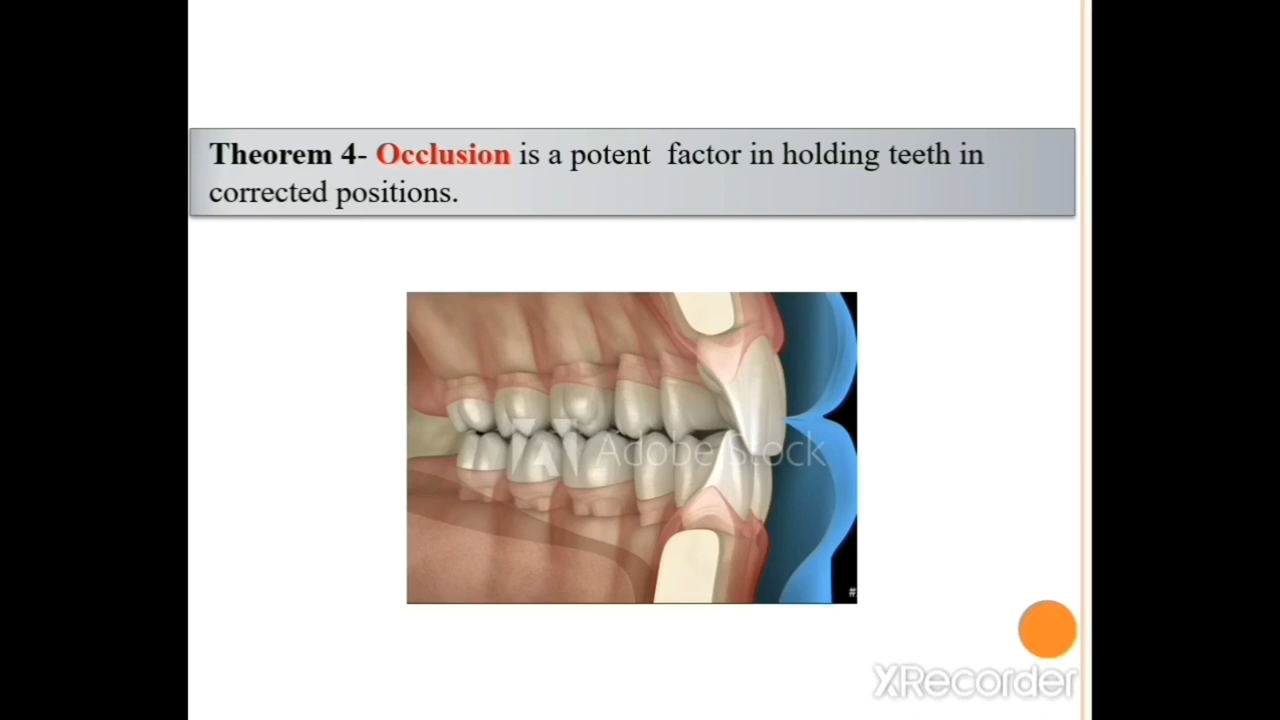 Theorem 4- Occlusion is a potent factor in holding teeth in
corrected positions.
Adobe Stock
#
XRecorder